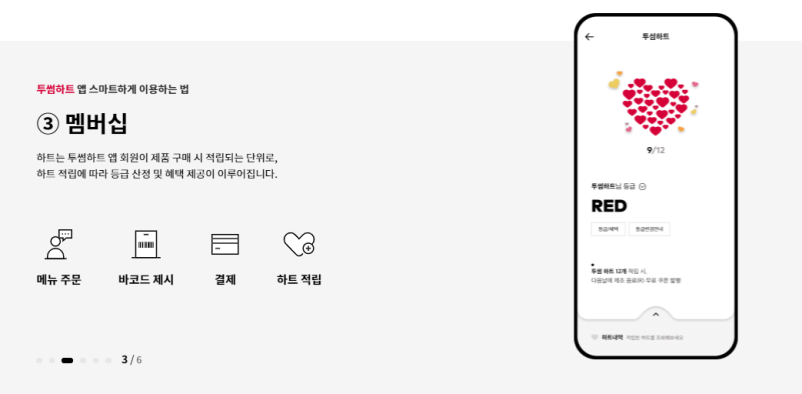 투썸하트 앱 스마트하게 이용하는 법
③ 멤버십
하트는 투썸하트 앱 회원이 제품 구매 시 적립되는 단위로,
하트 적립에 따라 등급 산정 및 혜택 제공이 이루어집니다.
메뉴 주문
바코드 제시
결제
하트 적립
3 / 6
투썸하트
9/12
투썸하트님 등급
RED
등급/혜택
등급변경안내
투썸 하트 12개 적립 시,
다음날에 제조 음료(R) 무료 쿠폰 발행
하트내역 적립한 하트를 조회해보세요